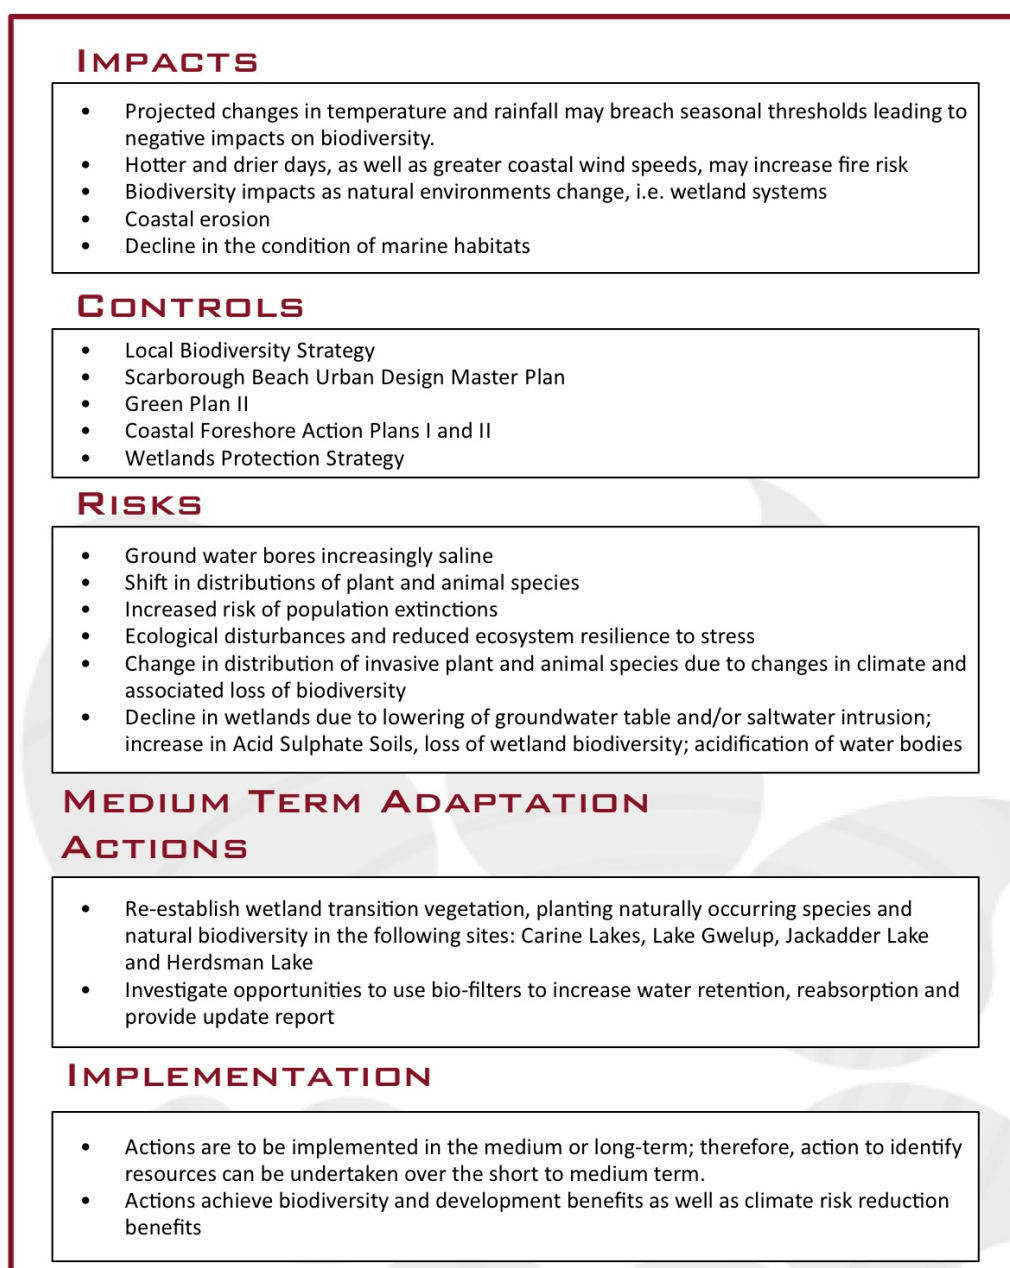 IMPACTS
• Projected changes in temperature and rainfall may breach seasonal thresholds leading to
negative impacts on biodiversity.
• Hotter and drier days, as well as greater coastal wind speeds, may increase fire risk
• Biodiversity impacts as natural environments change, i.e. wetland systems
• Coastal erosion
• Decline in the condition of marine habitats
CONTROLS
• Local Biodiversity Strategy
• Scarborough Beach Urban Design Master Plan
• Green Plan II
• Coastal Foreshore Action Plans I and II
• Wetlands Protection Strategy
RISKS
• Ground water bores increasingly saline
• Shift in distributions of plant and animal species
• Increased risk of population extinctions
• Ecological disturbances and reduced ecosystem resilience to stress
• Change in distribution of invasive plant and animal species due to changes in climate and
associated loss of biodiversity
• Decline in wetlands due to lowering of groundwater table and/or saltwater intrusion;
increase in Acid Sulphate Soils, loss of wetland biodiversity; acidification of water bodies
MEDIUM TERM ADAPTATION
ACTIONS
• Re-establish wetland transition vegetation, planting naturally occurring species and
natural biodiversity in the following sites: Carine Lakes, Lake Gwelup, Jackadder Lake
and Herdsman Lake
• Investigate opportunities to use bio-filters to increase water retention, reabsorption and
provide update report
IMPLEMENTATION
• Actions are to be implemented in the medium or long-term; therefore, action to identify
resources can be undertaken over the short to medium term.
• Actions achieve biodiversity and development benefits as well as climate risk reduction
benefits